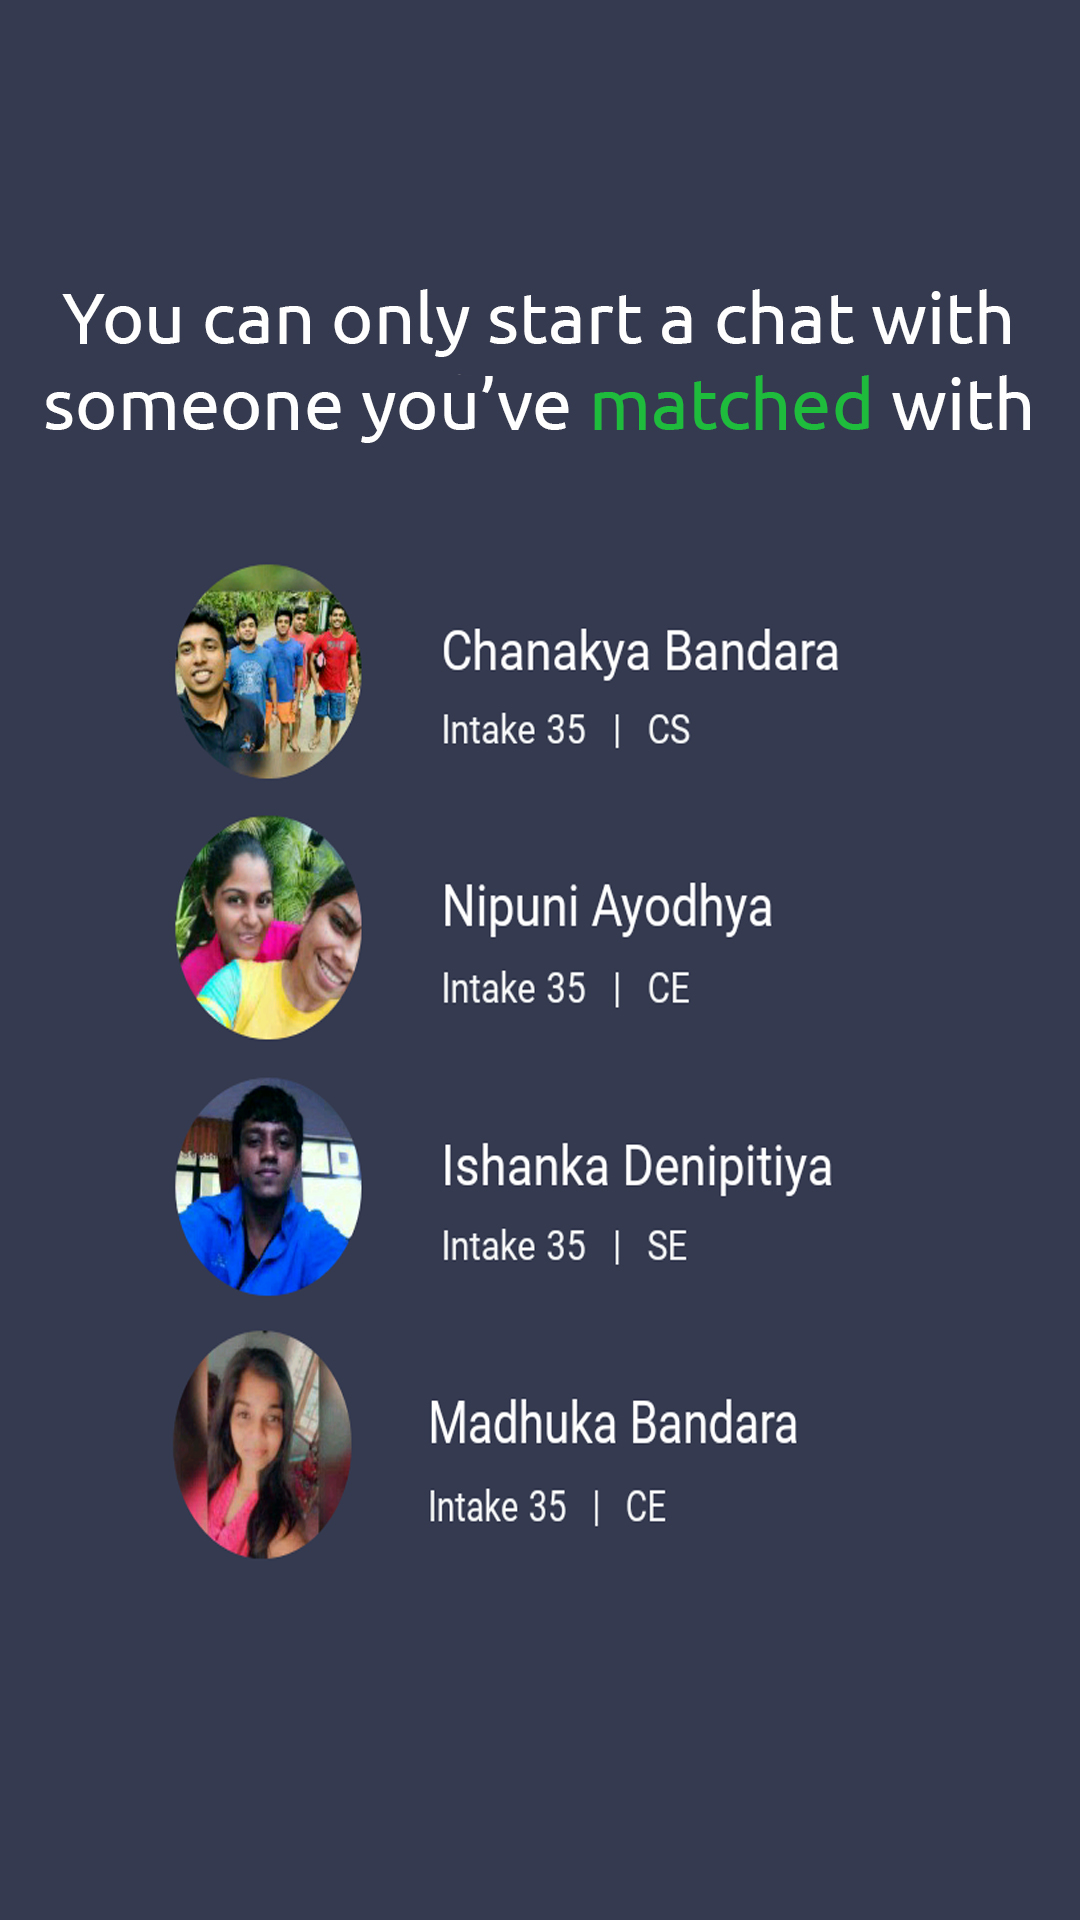 You can only start a chat with
someone you’ve matched with
Chanakya Bandara
Intake 35 | CS
Nipuni Ayodhya
Intake 35 | CE
Ishanka Denipitiya
Intake 35 | SE
Madhuka Bandara
Intake 35 | CE